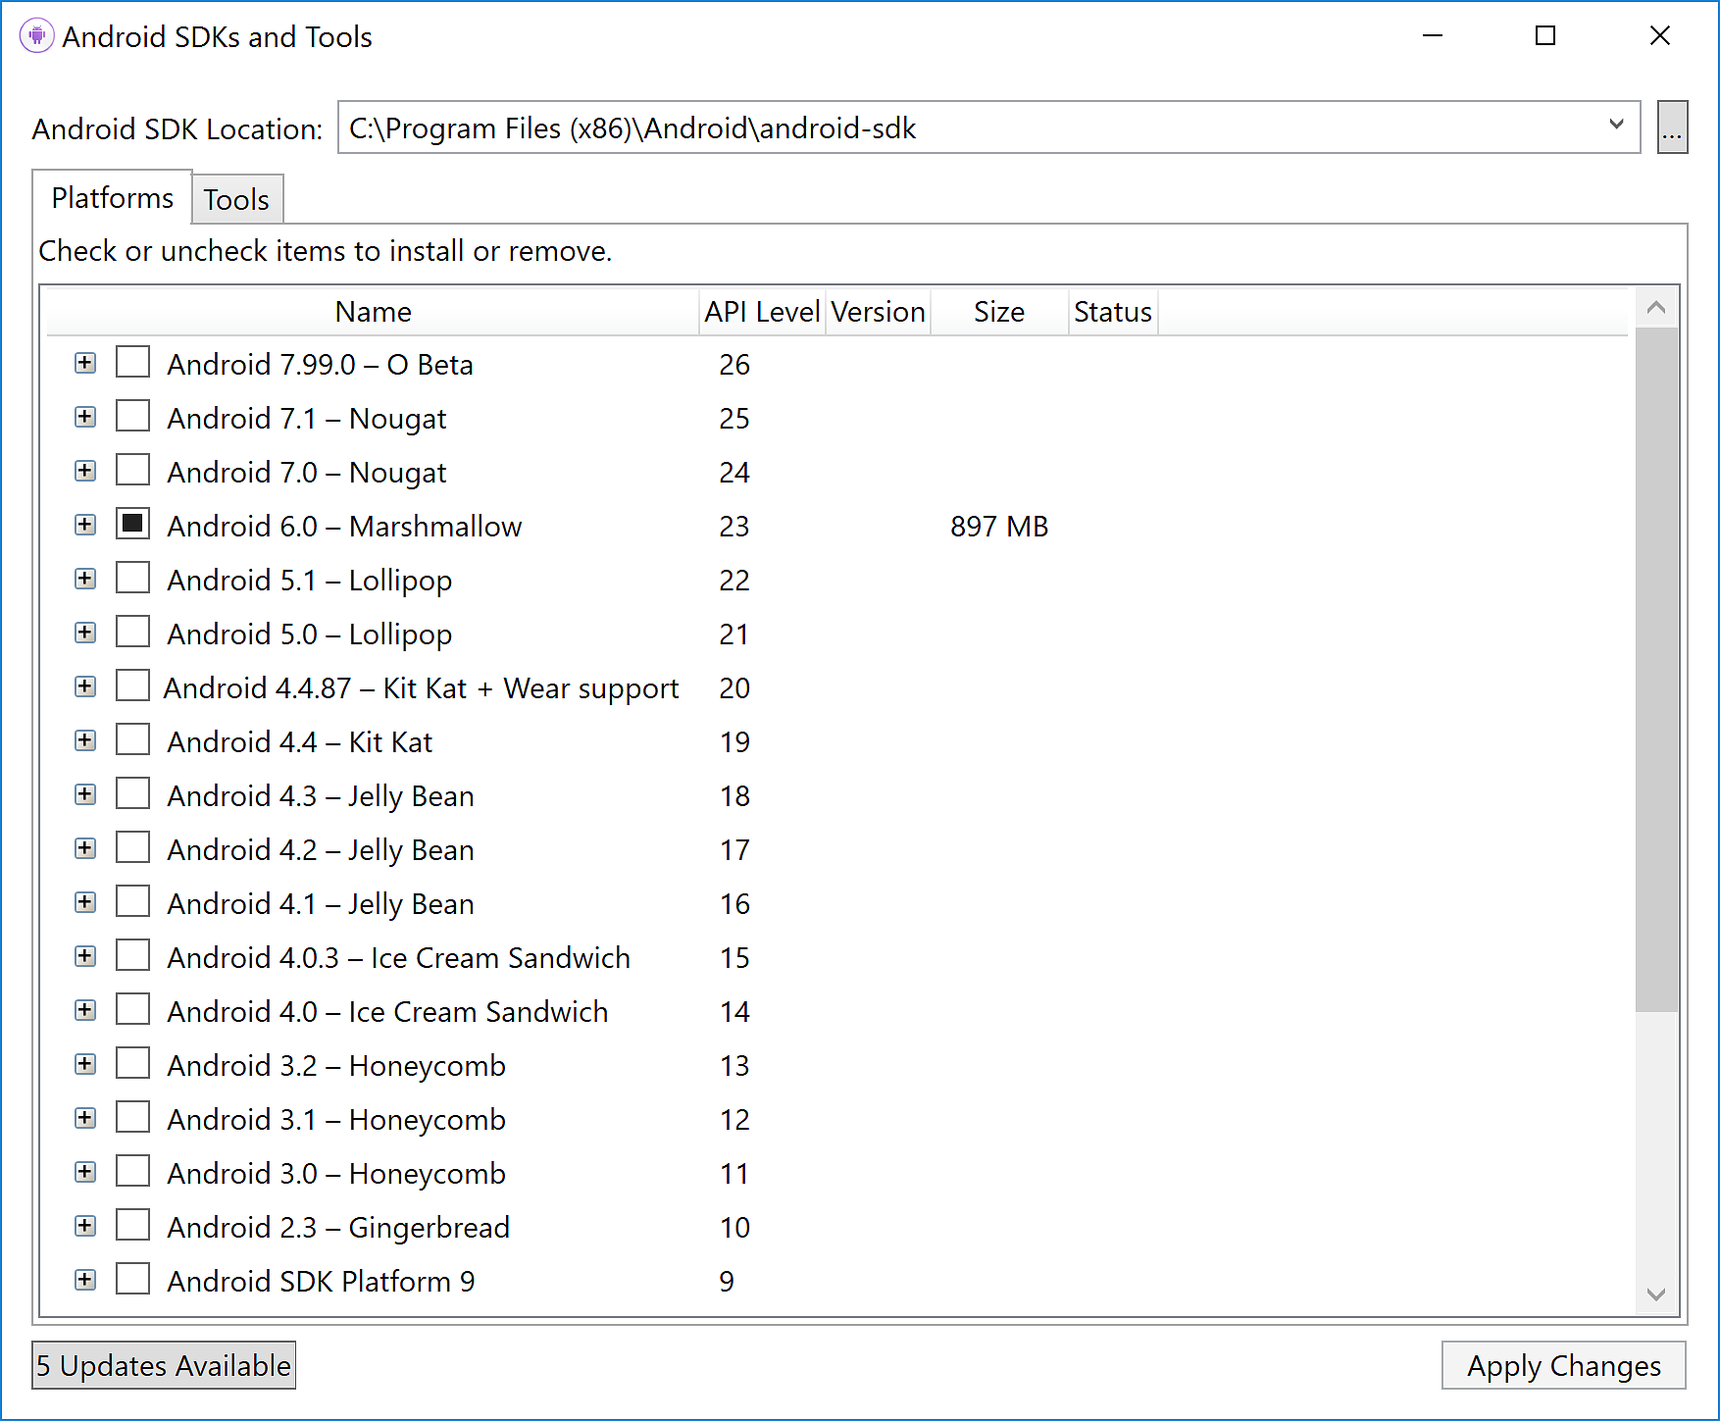 Android SDKs and Tools
Android SDK Location: C:\Program Files (x86)\Android\android-sdk ...
Platforms Tools
Check or uncheck items to install or remove.
Name API Level Version Size Status
Android 7.99.0 – O Beta 26
Android 7.1 – Nougat 25
Android 7.0 – Nougat 24
Android 6.0 – Marshmallow 23 897 MB
Android 5.1 – Lollipop 22
Android 5.0 – Lollipop 21
Android 4.4.87 – Kit Kat + Wear support 20
Android 4.4 – Kit Kat 19
Android 4.3 – Jelly Bean 18
Android 4.2 – Jelly Bean 17
Android 4.1 – Jelly Bean 16
Android 4.0.3 – Ice Cream Sandwich 15
Android 4.0 – Ice Cream Sandwich 14
Android 3.2 – Honeycomb 13
Android 3.1 – Honeycomb 12
Android 3.0 – Honeycomb 11
Android 2.3 – Gingerbread 10
Android SDK Platform 9 9
5 Updates Available Apply Changes